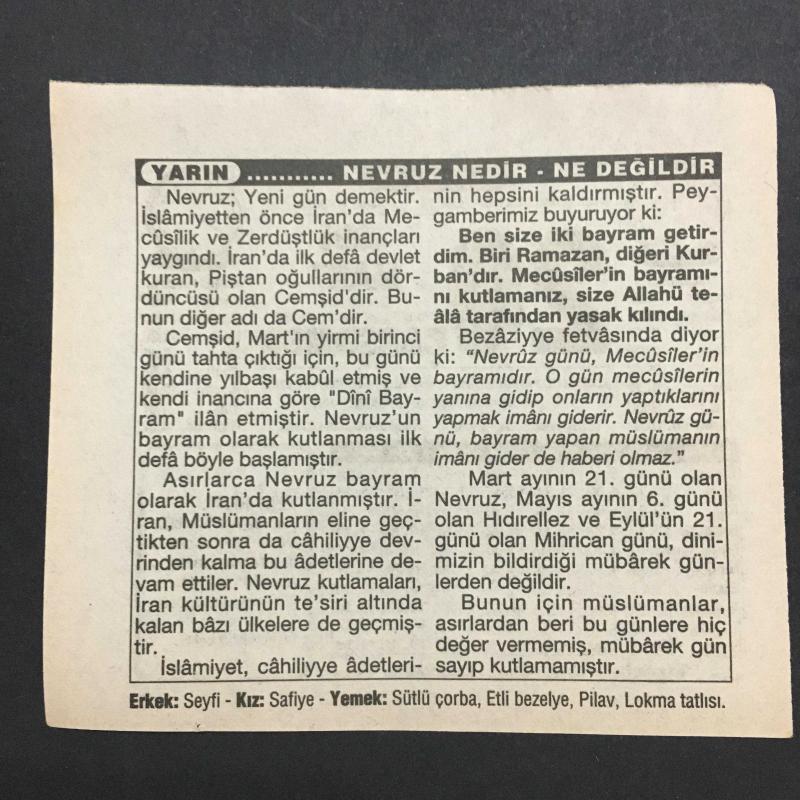 YARIN ........... NEVRUZ NEDİR - NE DEĞİLDİR
Nevruz; Yeni gün demektir.
İslâmiyetten önce İran'da Me-
cûsîlik ve Zerdüştlük inançları
yaygındı. İran'da ilk defâ devlet
kuran, Piştan oğullarının dör-
düncüsü olan Cemşid'dir. Bu-
nun diğer adı da Cem'dir.
Cemşid, Mart'ın yirmi birinci
günü tahta çıktığı için, bu günü
kendine yılbaşı kabûl etmiş ve
kendi inancına göre "Dînî Bay-
ram" ilân etmiştir. Nevruz'un
bayram olarak kutlanması ilk
defâ böyle başlamıştır.
Asırlarca Nevruz bayram
olarak İran'da kutlanmıştır. İ-
ran, Müslümanların eline geç-
tikten sonra da câhiliyye dev-
rinden kalma bu âdetlerine de-
vam ettiler. Nevruz kutlamaları,
İran kültürünün te'siri altında
kalan bâzı ülkelere de geçmiş-
tir.
İslâmiyet, câhiliyye âdetleri-
nin hepsini kaldırmıştır. Pey-
gamberimiz buyuruyor ki:
Ben size iki bayram getir-
dim. Biri Ramazan, diğeri Kur-
ban'dır. Mecûsîler'in bayramı-
nı kutlamanız, size Allahü te-
âlâ tarafından yasak kılındı.
Bezâziyye fetvâsında diyor
ki: "Nevrûz günü, Mecûsîler'in
bayramıdır. O gün mecûsîlerin
yanına gidip onların yaptıklarını
yapmak imânı giderir. Nevrûz gü-
nü, bayram yapan müslümanın
imânı gider de haberi olmaz."
Mart ayının 21. günü olan
Nevruz, Mayıs ayının 6. günü
olan Hıdırellez ve Eylül'ün 21.
günü olan Mihrican günü, dini-
mizin bildirdiği mübârek gün-
lerden değildir.
Bunun için müslümanlar,
asırlardan beri bu günlere hiç
değer vermemiş, mübârek gün
sayıp kutlamamıştır.
Erkek: Seyfi - Kız: Safiye - Yemek: Sütlü çorba, Etli bezelye, Pilav, Lokma tatlısı.